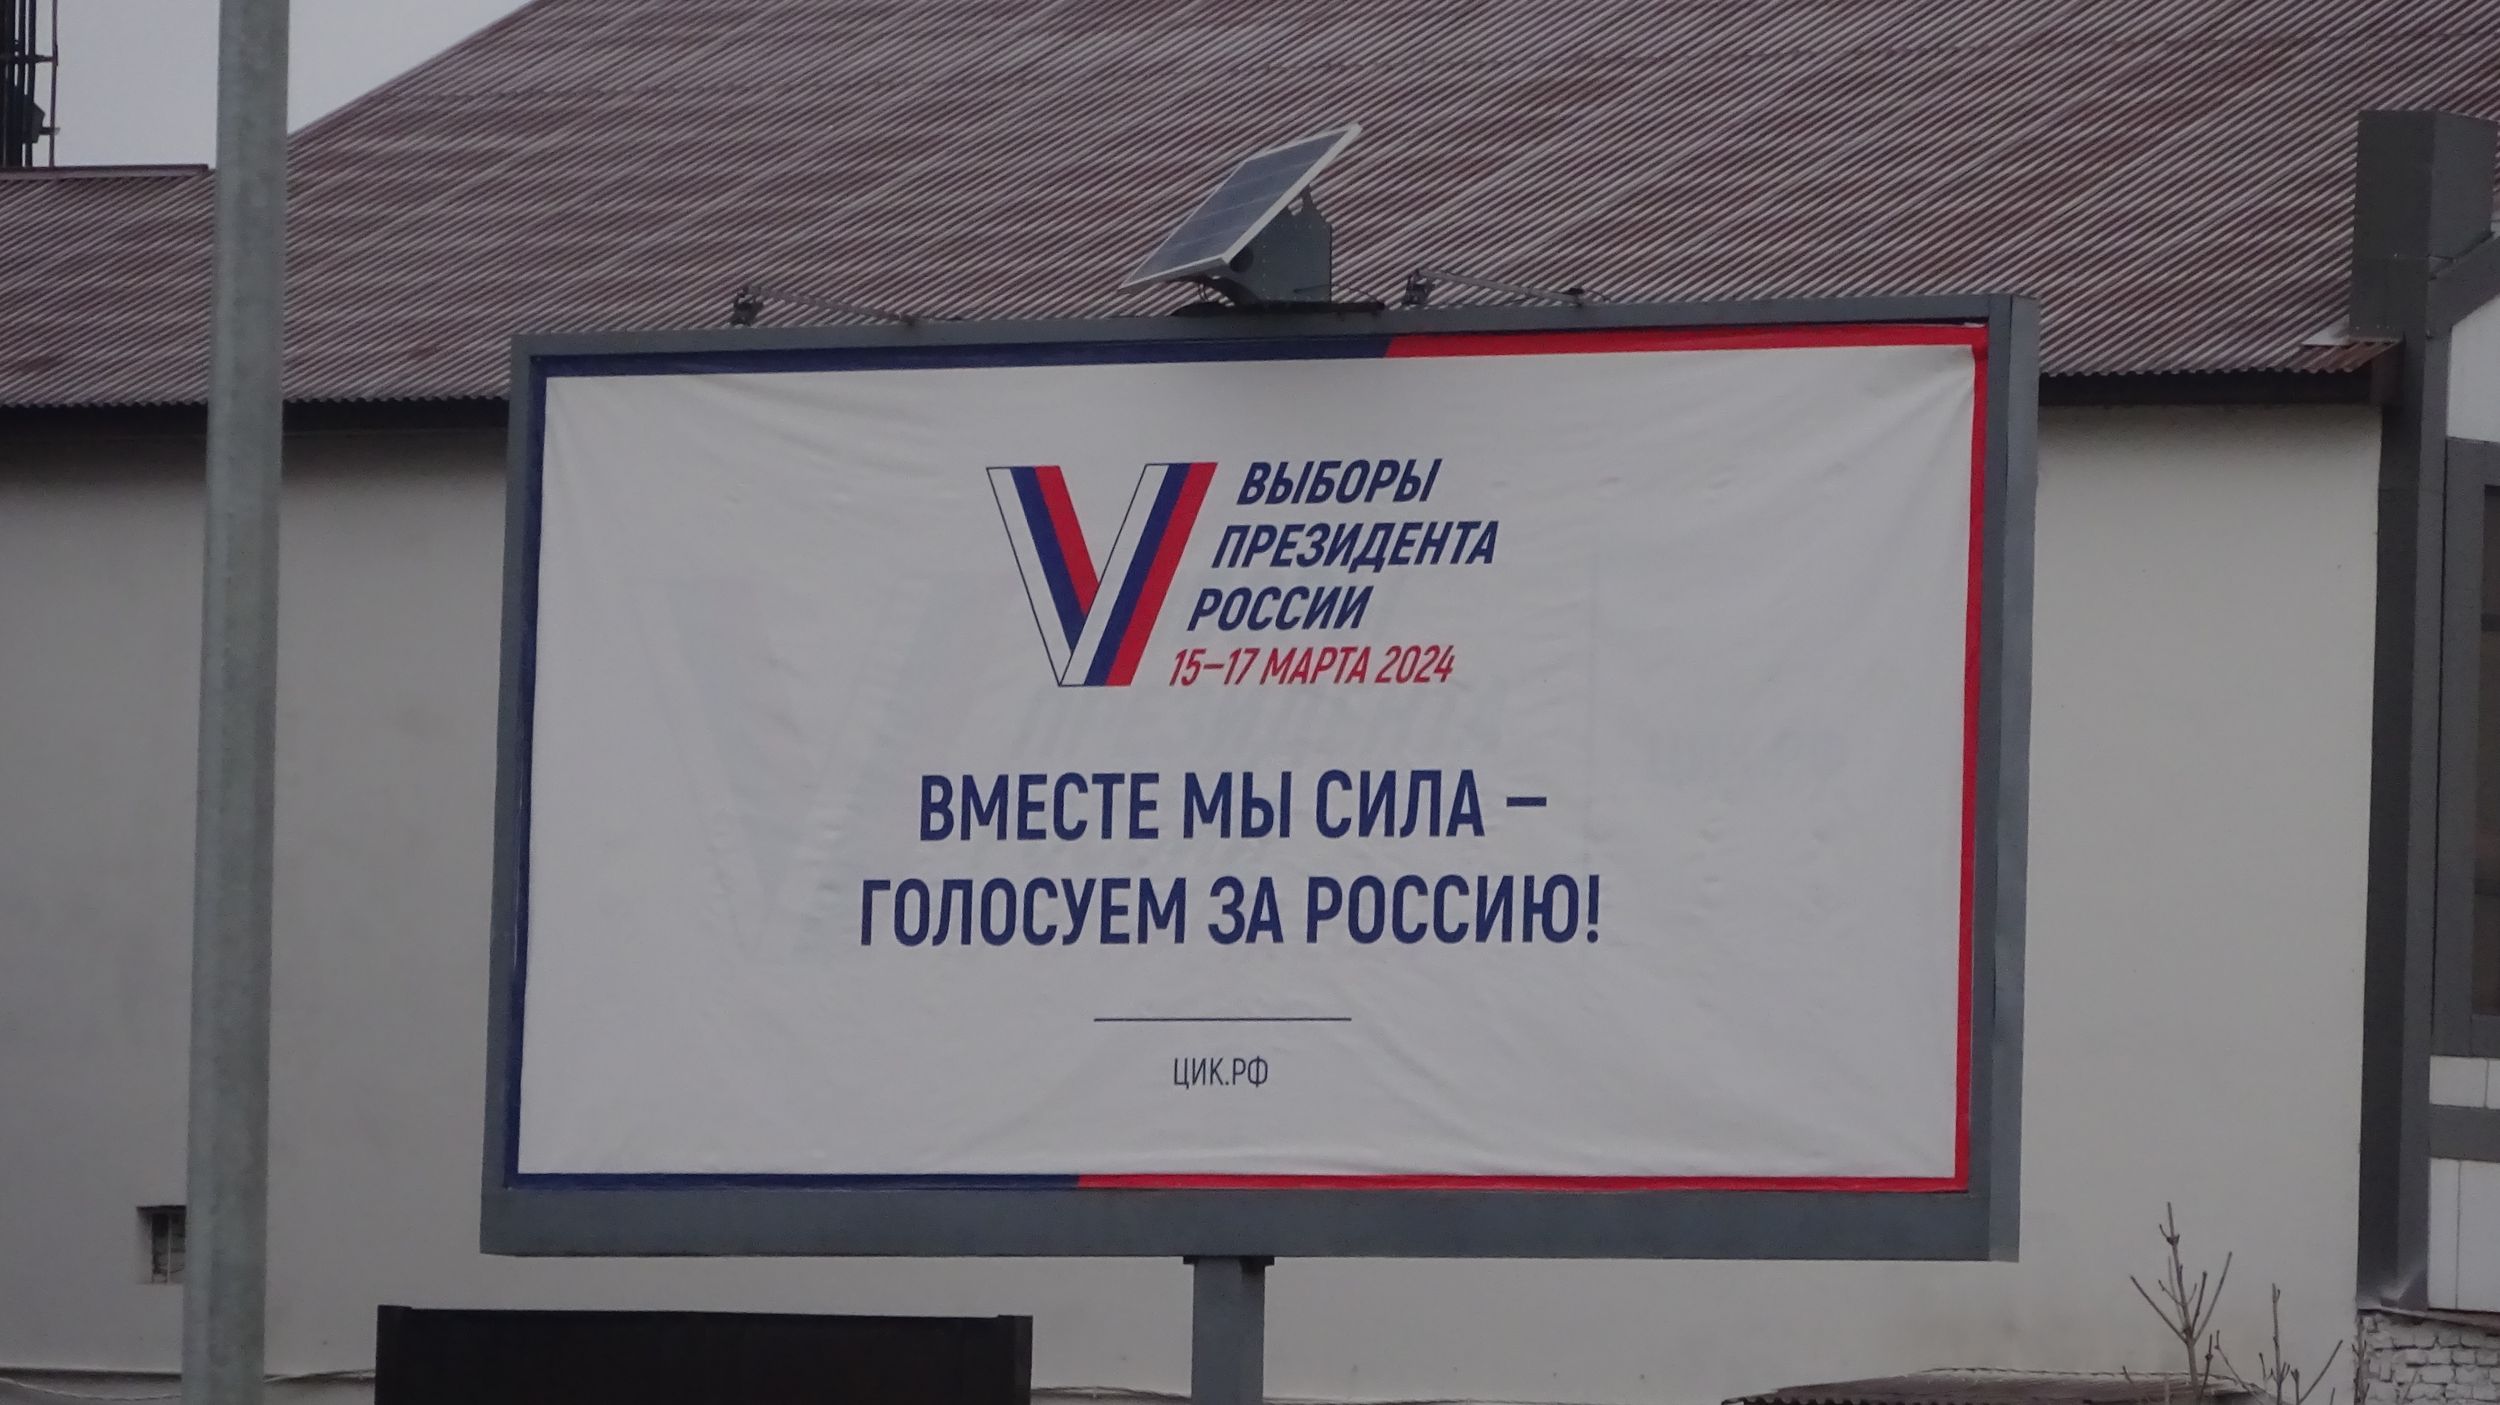 V
ВЫБОРЫ
ПРЕЗИДЕНТА
РОССИИ
15–17 МАРТА 2024
ВМЕСТЕ МЫ СИЛА –
ГОЛОСУЕМ ЗА РОССИЮ!
ЦИК.РФ